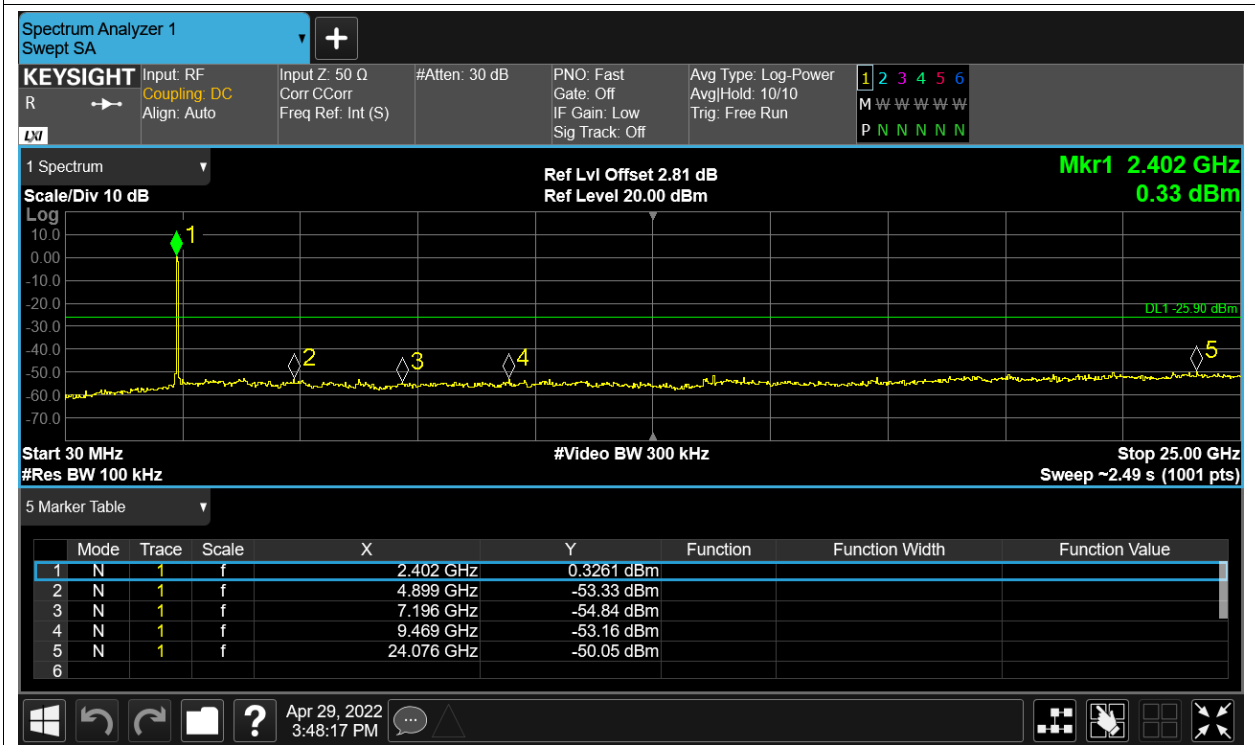 Spectrum Analyzer 1
Swept SA
KEYSIGHT
R
LXI
Input: RF
Coupling: DC
Align: Auto
Input Z: 50 Ω
Corr CCorr
Freq Ref: Int (S)
#Atten: 30 dB
PNO: Fast
Gate: Off
IF Gain: Low
Sig Track: Off
Avg Type: Log-Power
Avg|Hold: 10/10
Trig: Free Run
1 2 3 4 5 6
M W W W W W
P N N N N N
1 Spectrum
Scale/Div 10 dB
Ref Lvl Offset 2.81 dB
Ref Level 20.00 dBm
Mkr1 2.402 GHz
0.33 dBm
Log
10.0
0.00
-10.0
-20.0
-30.0
-40.0
-50.0
-60.0
-70.0
1
2
3
4
5
DL1 -25.90 dBm
Start 30 MHz
#Video BW 300 kHz
Stop 25.00 GHz
#Res BW 100 kHz
Sweep ~2.49 s (1001 pts)
5 Marker Table
Mode Trace Scale X Y Function Function Width Function Value
1 N 1 f 2.402 GHz 0.3261 dBm
2 N 1 f 4.899 GHz -53.33 dBm
3 N 1 f 7.196 GHz -54.84 dBm
4 N 1 f 9.469 GHz -53.16 dBm
5 N 1 f 24.076 GHz -50.05 dBm
6
?
Apr 29, 2022
3:48:17 PM